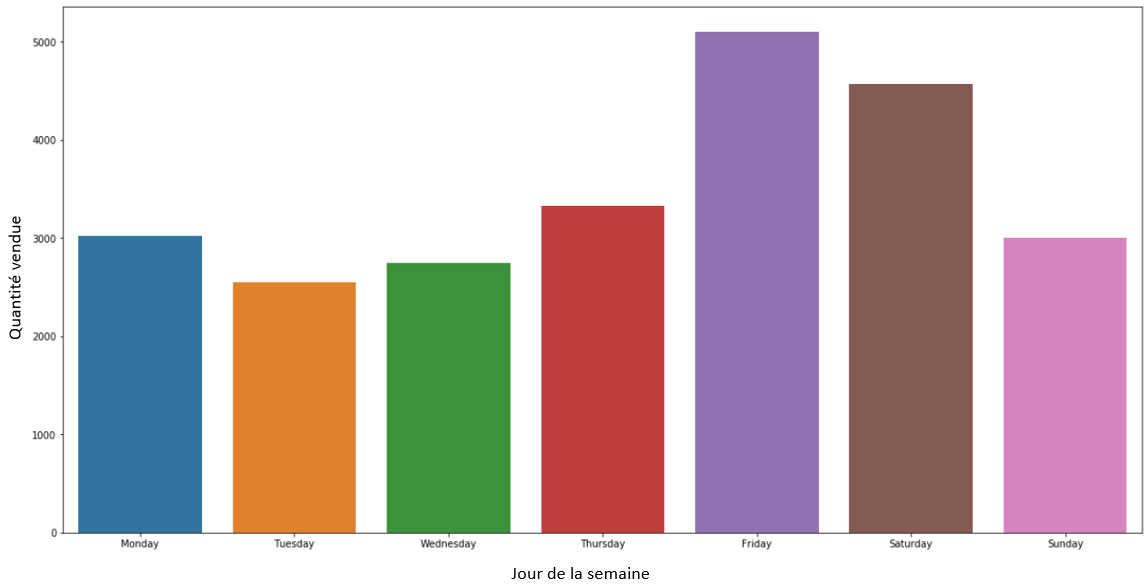 5000
4000
3000
2000
1000
0
Quantité vendue
Monday Tuesday Wednesday Thursday Friday Saturday Sunday
Jour de la semaine